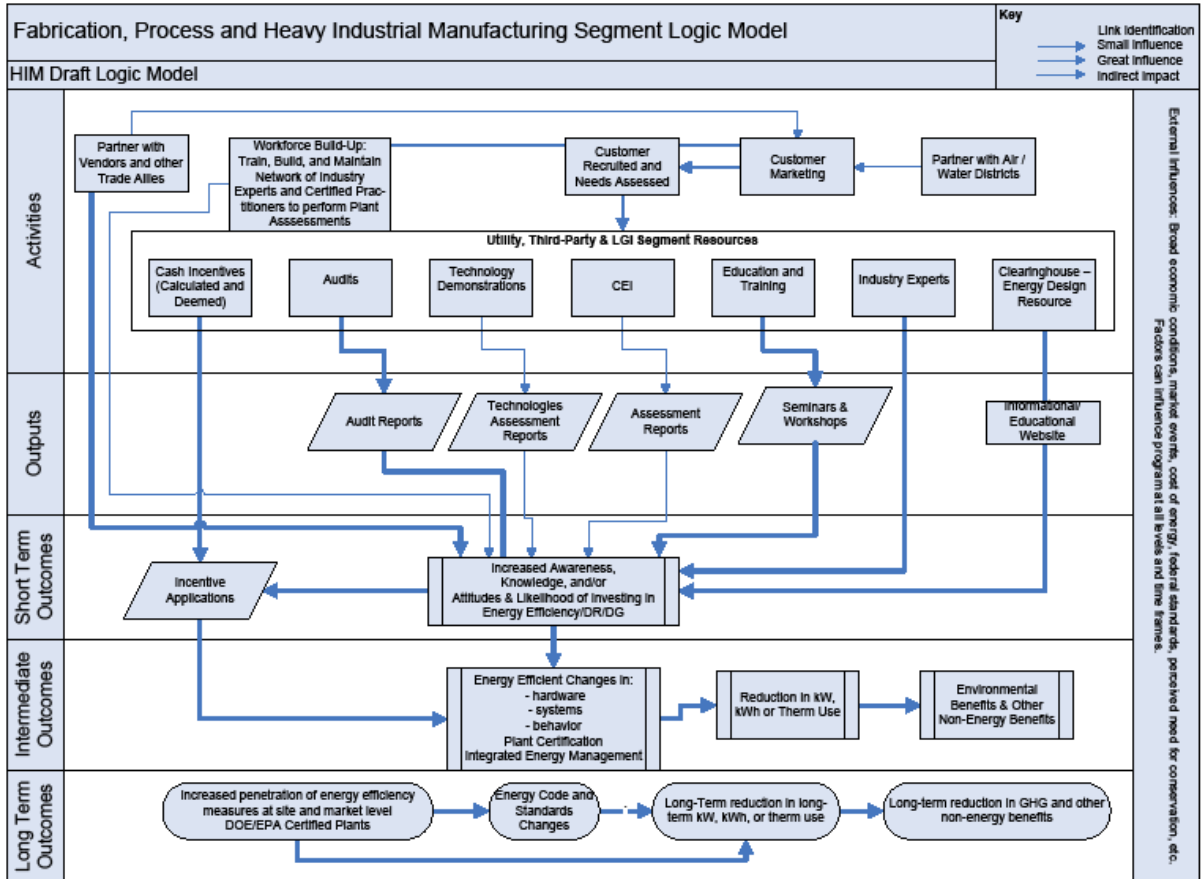 Fabrication, Process and Heavy Industrial Manufacturing Segment Logic Model
HIM Draft Logic Model
Key
Link Identification
Small Influence
Great Influence
Indirect Impact
Activities
Partner with
Vendors and other
Trade Allies
Workforce Build-Up:
Train, Build, and Maintain
Network of Industry
Experts and Certified Prac-
titioners to perform Plant
Asssessments
Customer
Recruited and
Needs Assessed
Customer
Marketing
Partner with Air /
Water Districts
Utility, Third-Party & LGI Segment Resources
Cash Incentives
(Calculated and
Deemed)
Audits
Technology
Demonstrations
CEI
Education and
Training
Industry Experts
Clearinghouse –
Energy Design
Resource
Outputs
Audit Reports
Technologies
Assessment
Reports
Assessment
Reports
Seminars &
Workshops
Informational/
Educational
Website
Short Term
Outcomes
Incentive
Applications
Increased Awareness,
Knowledge, and/or
Attitudes & Likelihood of Investing in
Energy Efficiency/DR/DG
Intermediate
Outcomes
Energy Efficient Changes in:
- hardware
- systems
- behavior
Plant Certification
Integrated Energy Management
Reduction in kW,
kWh or Therm Use
Environmental
Benefits & Other
Non-Energy Benefits
Long Term
Outcomes
Increased penetration of energy efficiency
measures at site and market level
DOE/EPA Certified Plants
Energy Code and
Standards
Changes
Long-Term reduction in long-
term kW, kWh, or therm use
Long-term reduction in GHG and other
non-energy benefits
External Influences: Broad economic conditions, market events, cost of energy, federal standards, perceived need for conservation, etc.
Factors can influence program at all levels and time frames.